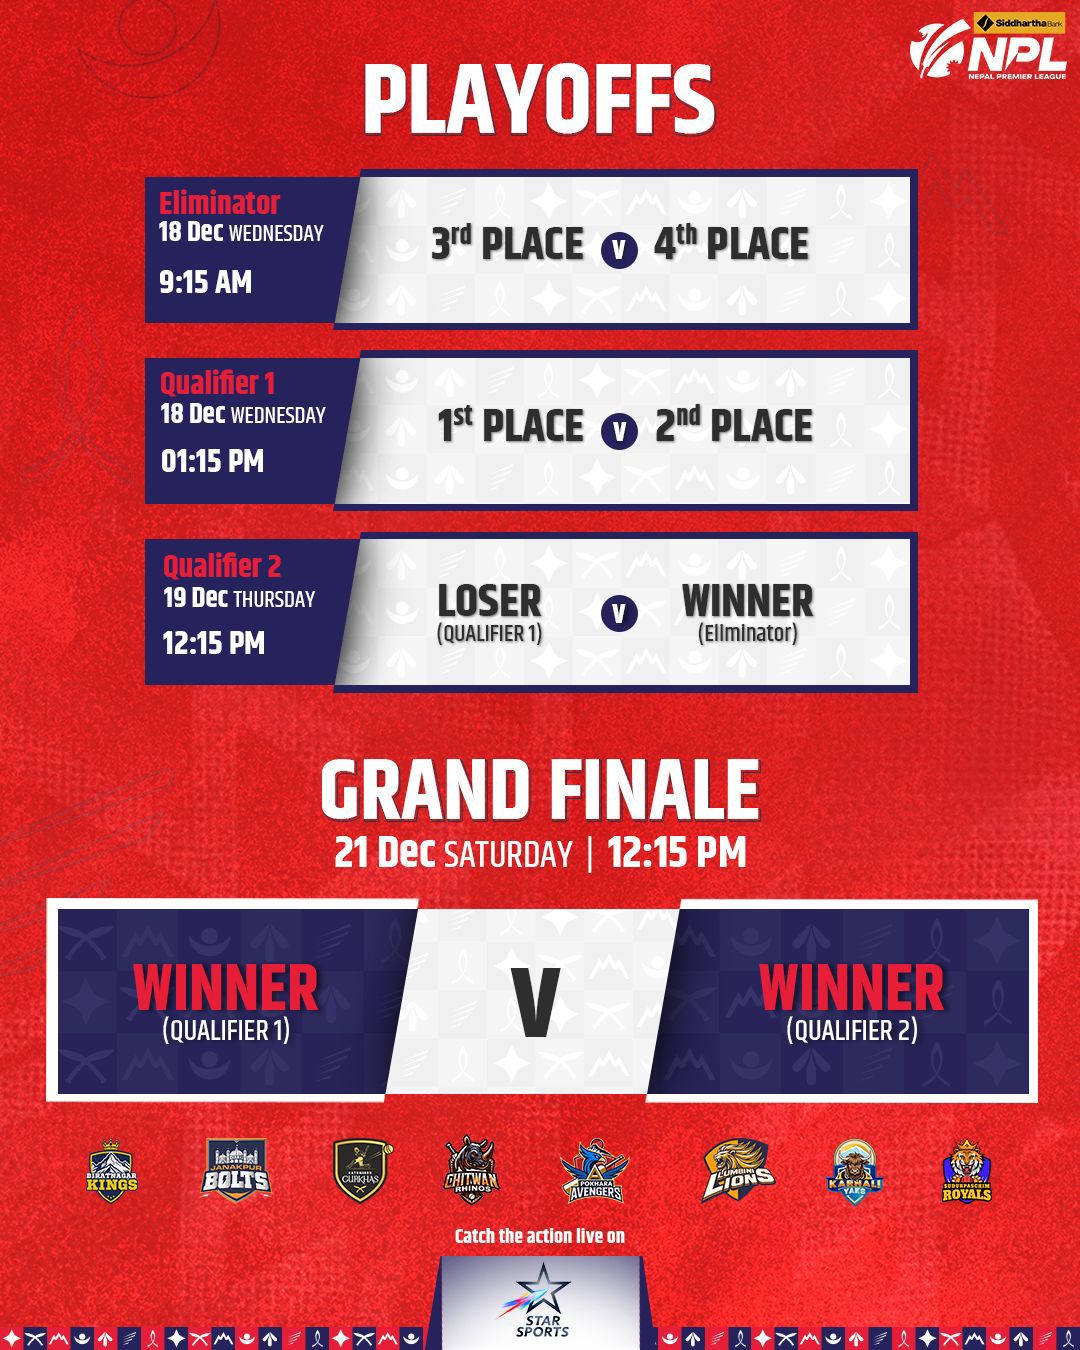 Siddhartha Bank
NPL
NEPAL PREMIER LEAGUE
PLAYOFFS
Eliminator
18 Dec WEDNESDAY
9:15 AM
3rd PLACE V 4th PLACE
Qualifier 1
18 Dec WEDNESDAY
01:15 PM
1st PLACE V 2nd PLACE
Qualifier 2
19 Dec THURSDAY
12:15 PM
LOSER V WINNER
(QUALIFIER 1) (Eliminator)
GRAND FINALE
21 Dec SATURDAY | 12:15 PM
WINNER V WINNER
(QUALIFIER 1) (QUALIFIER 2)
BIRATNAGAR
KINGS
JANAKPUR
BOLTS
KATHMANDU
GURKHAS
CHITWAN
RHINOS
POKHARA
AVENGERS
LUMBINI
LIONS
KARNALI
YAKS
SUDURPASCHIM
ROYALS
Catch the action live on
STAR
SPORTS